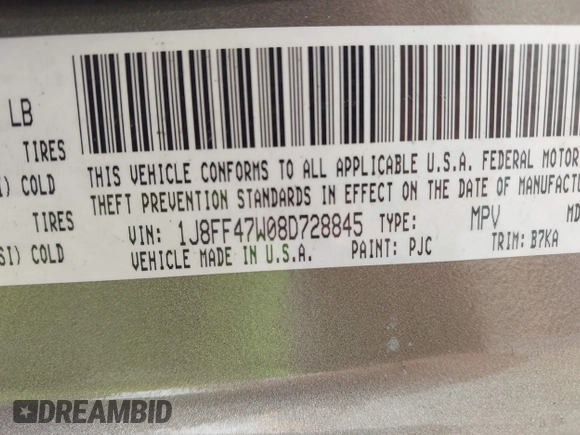 LB
TIRES
I) COLD
TIRES
SI) COLD
THIS VEHICLE CONFORMS TO ALL APPLICABLE U.S.A. FEDERAL MOTOR
THEFT PREVENTION STANDARDS IN EFFECT ON THE DATE OF MANUFACTU
VIN: 1J8FF47W08D728845 TYPE: MPV MD
VEHICLE MADE IN U.S.A. PAINT: PJC TRIM: B7KA
DREAMBID